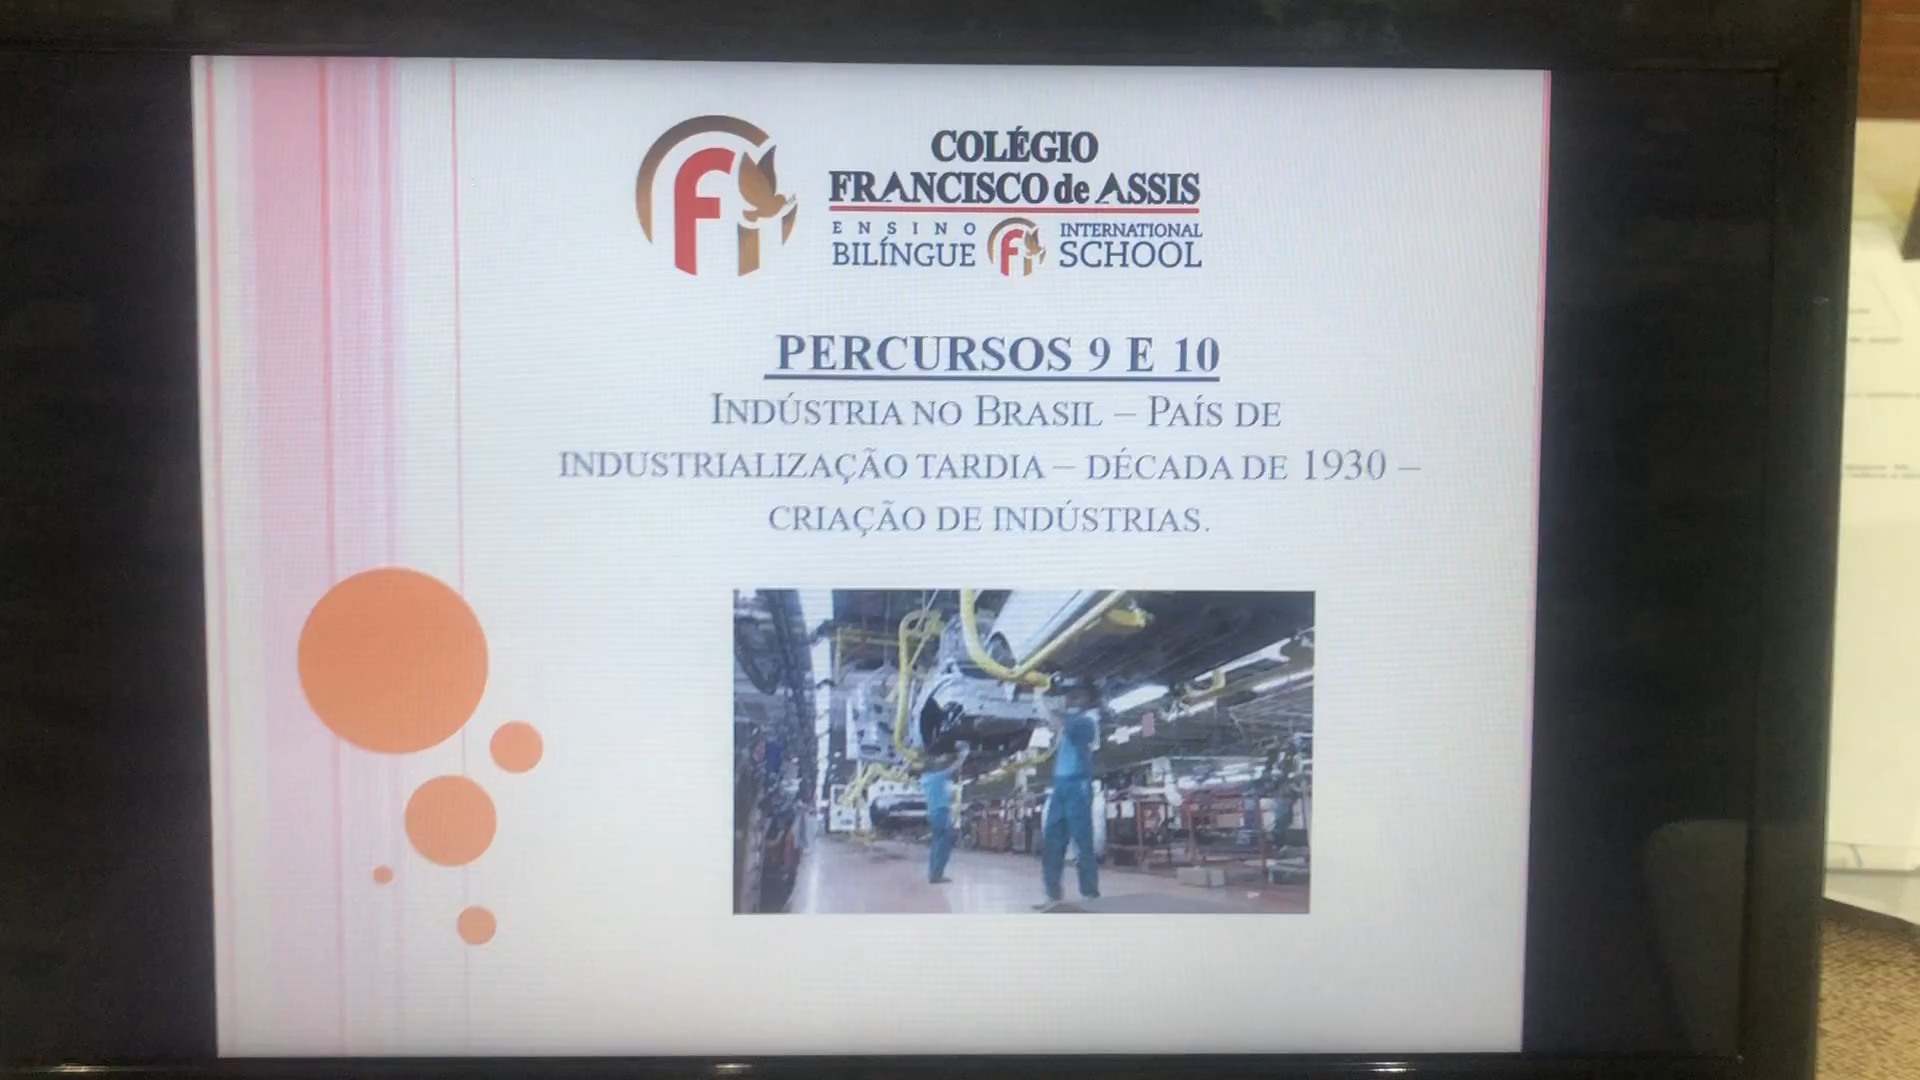 COLÉGIO
FRANCISCO de ASSIS
ENSINO BILÍNGUE
INTERNATIONAL SCHOOL
PERCURSOS 9 E 10
INDÚSTRIA NO BRASIL – PAÍS DE
INDUSTRIALIZAÇÃO TARDIA – DÉCADA DE 1930 –
CRIAÇÃO DE INDÚSTRIAS.